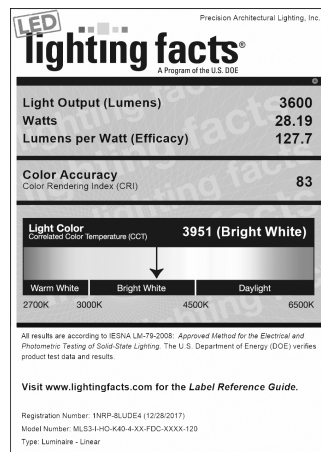 Precision Architectural Lighting, Inc.
LED
lighting facts®
A Program of the U.S. DOE
Light Output (Lumens) 3600
Watts 28.19
Lumens per Watt (Efficacy) 127.7
Color Accuracy
Color Rendering Index (CRI) 83
Light Color
Correlated Color Temperature (CCT) 3951 (Bright White)
Warm White Bright White Daylight
2700K 3000K 4500K 6500K
All results are according to IESNA LM-79-2008: Approved Method for the Electrical and
Photometric Testing of Solid-State Lighting. The U.S. Department of Energy (DOE) verifies
product test data and results.
Visit www.lightingfacts.com for the Label Reference Guide.
Registration Number: 1NRP-8LUDE4 (12/28/2017)
Model Number: MLS3-I-HO-K40-4-XX-FDC-XXXX-120
Type: Luminaire - Linear